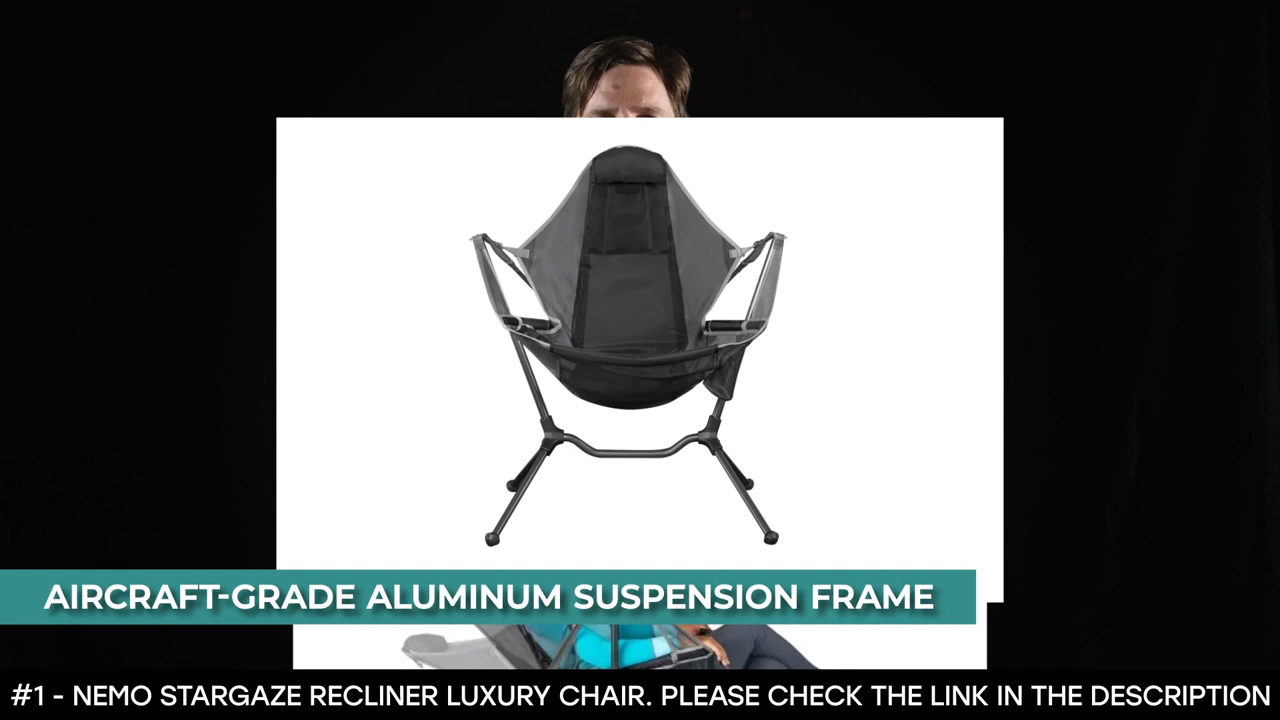 AIRCRAFT-GRADE ALUMINUM SUSPENSION FRAME
#1 - NEMO STARGAZE RECLINER LUXURY CHAIR. PLEASE CHECK THE LINK IN THE DESCRIPTION